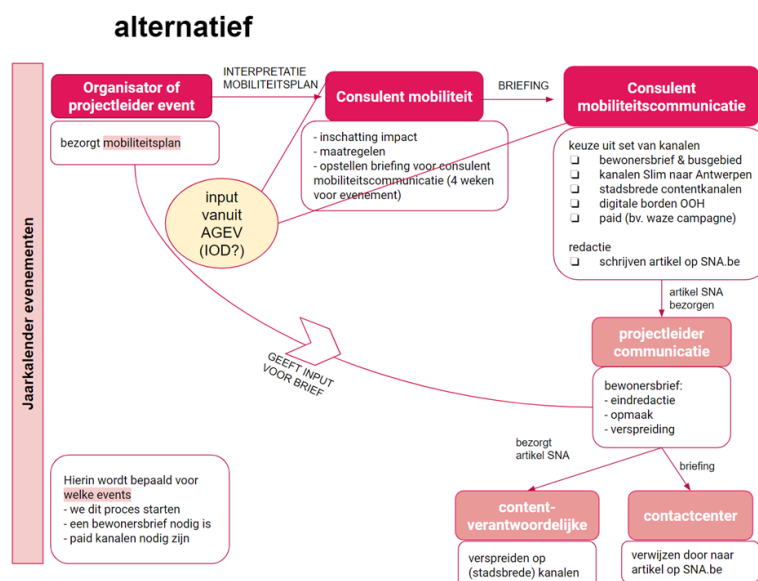 alternatief
Jaarkalender evenementen
Organisator of
projectleider event
bezorgt mobiliteitsplan
INTERPRETATIE
MOBILITEITSPLAN
Consulent mobiliteit
- inschatting impact
- maatregelen
- opstellen briefing voor consulent
mobiliteitscommunicatie (4 weken
voor evenement)
BRIEFING
Consulent
mobiliteitscommunicatie
keuze uit set van kanalen
❑ bewonersbrief & busgebied
❑ kanalen Slim naar Antwerpen
❑ stadsbrede contentkanalen
❑ digitale borden OOH
❑ paid (bv. waze campagne)
redactie
❑ schrijven artikel op SNA.be
input
vanuit
AGEV
(IOD?)
artikel SNA
bezorgen
projectleider
communicatie
bewonersbrief:
- eindredactie
- opmaak
- verspreiding
GEEFT INPUT
VOOR BRIEF
bezorgt
artikel SNA
briefing
Hierin wordt bepaald voor
welke events
- we dit proces starten
- een bewonersbrief nodig is
- paid kanalen nodig zijn
content-
verantwoordelijke
verspreiden op
(stadsbrede) kanalen
contactcenter
verwijzen door naar
artikel op SNA.be